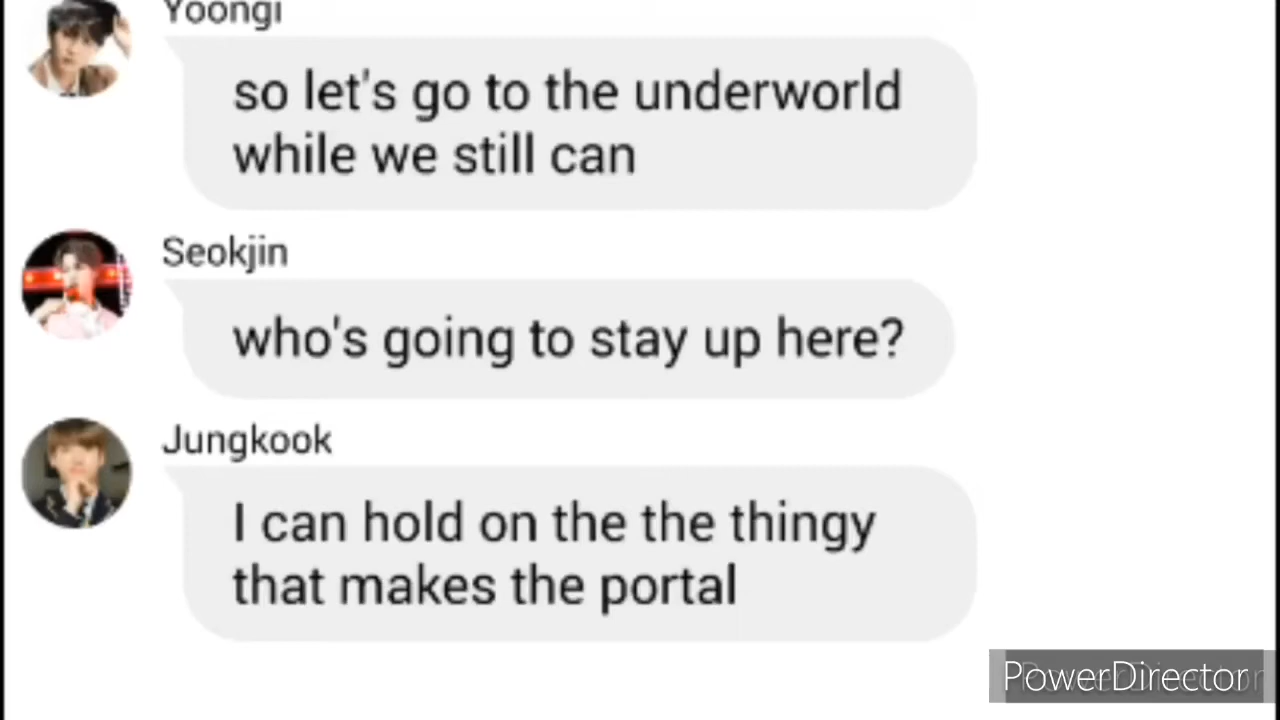 Yoongi
so let's go to the underworld
while we still can
Seokjin
who's going to stay up here?
Jungkook
I can hold on the the thingy
that makes the portal
PowerDirector